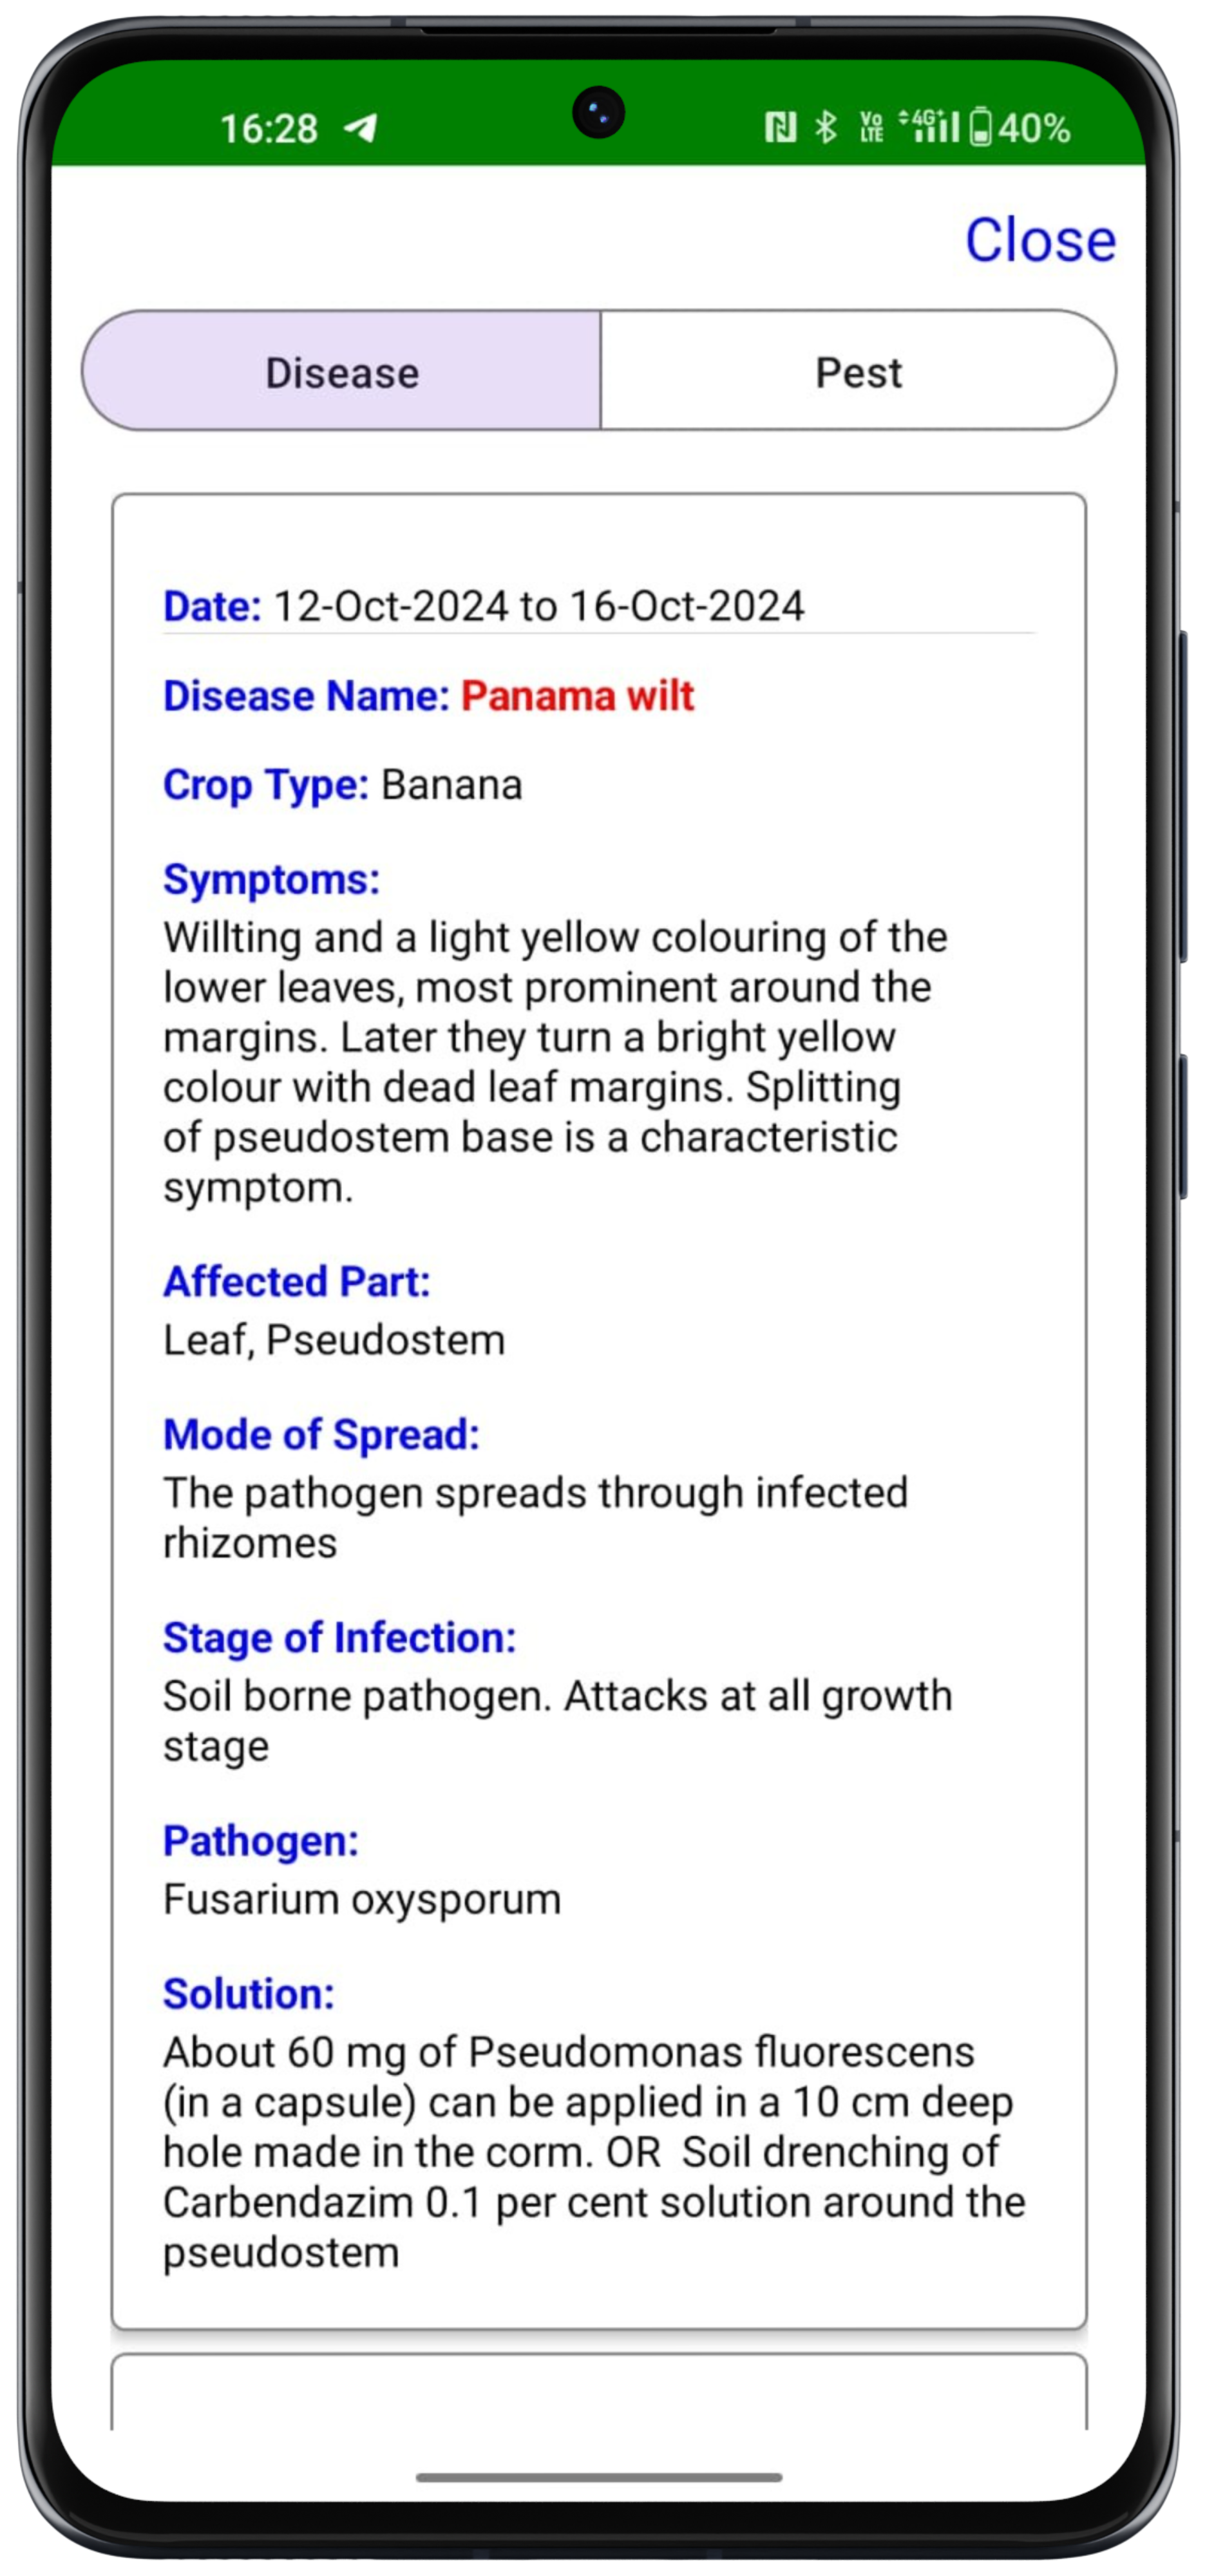 16:28
Vo LTE 4G+ 40%
Close
Disease Pest
Date: 12-Oct-2024 to 16-Oct-2024
Disease Name: Panama wilt
Crop Type: Banana
Symptoms:
Willting and a light yellow colouring of the
lower leaves, most prominent around the
margins. Later they turn a bright yellow
colour with dead leaf margins. Splitting
of pseudostem base is a characteristic
symptom.
Affected Part:
Leaf, Pseudostem
Mode of Spread:
The pathogen spreads through infected
rhizomes
Stage of Infection:
Soil borne pathogen. Attacks at all growth
stage
Pathogen:
Fusarium oxysporum
Solution:
About 60 mg of Pseudomonas fluorescens
(in a capsule) can be applied in a 10 cm deep
hole made in the corm. OR  Soil drenching of
Carbendazim 0.1 per cent solution around the
pseudostem